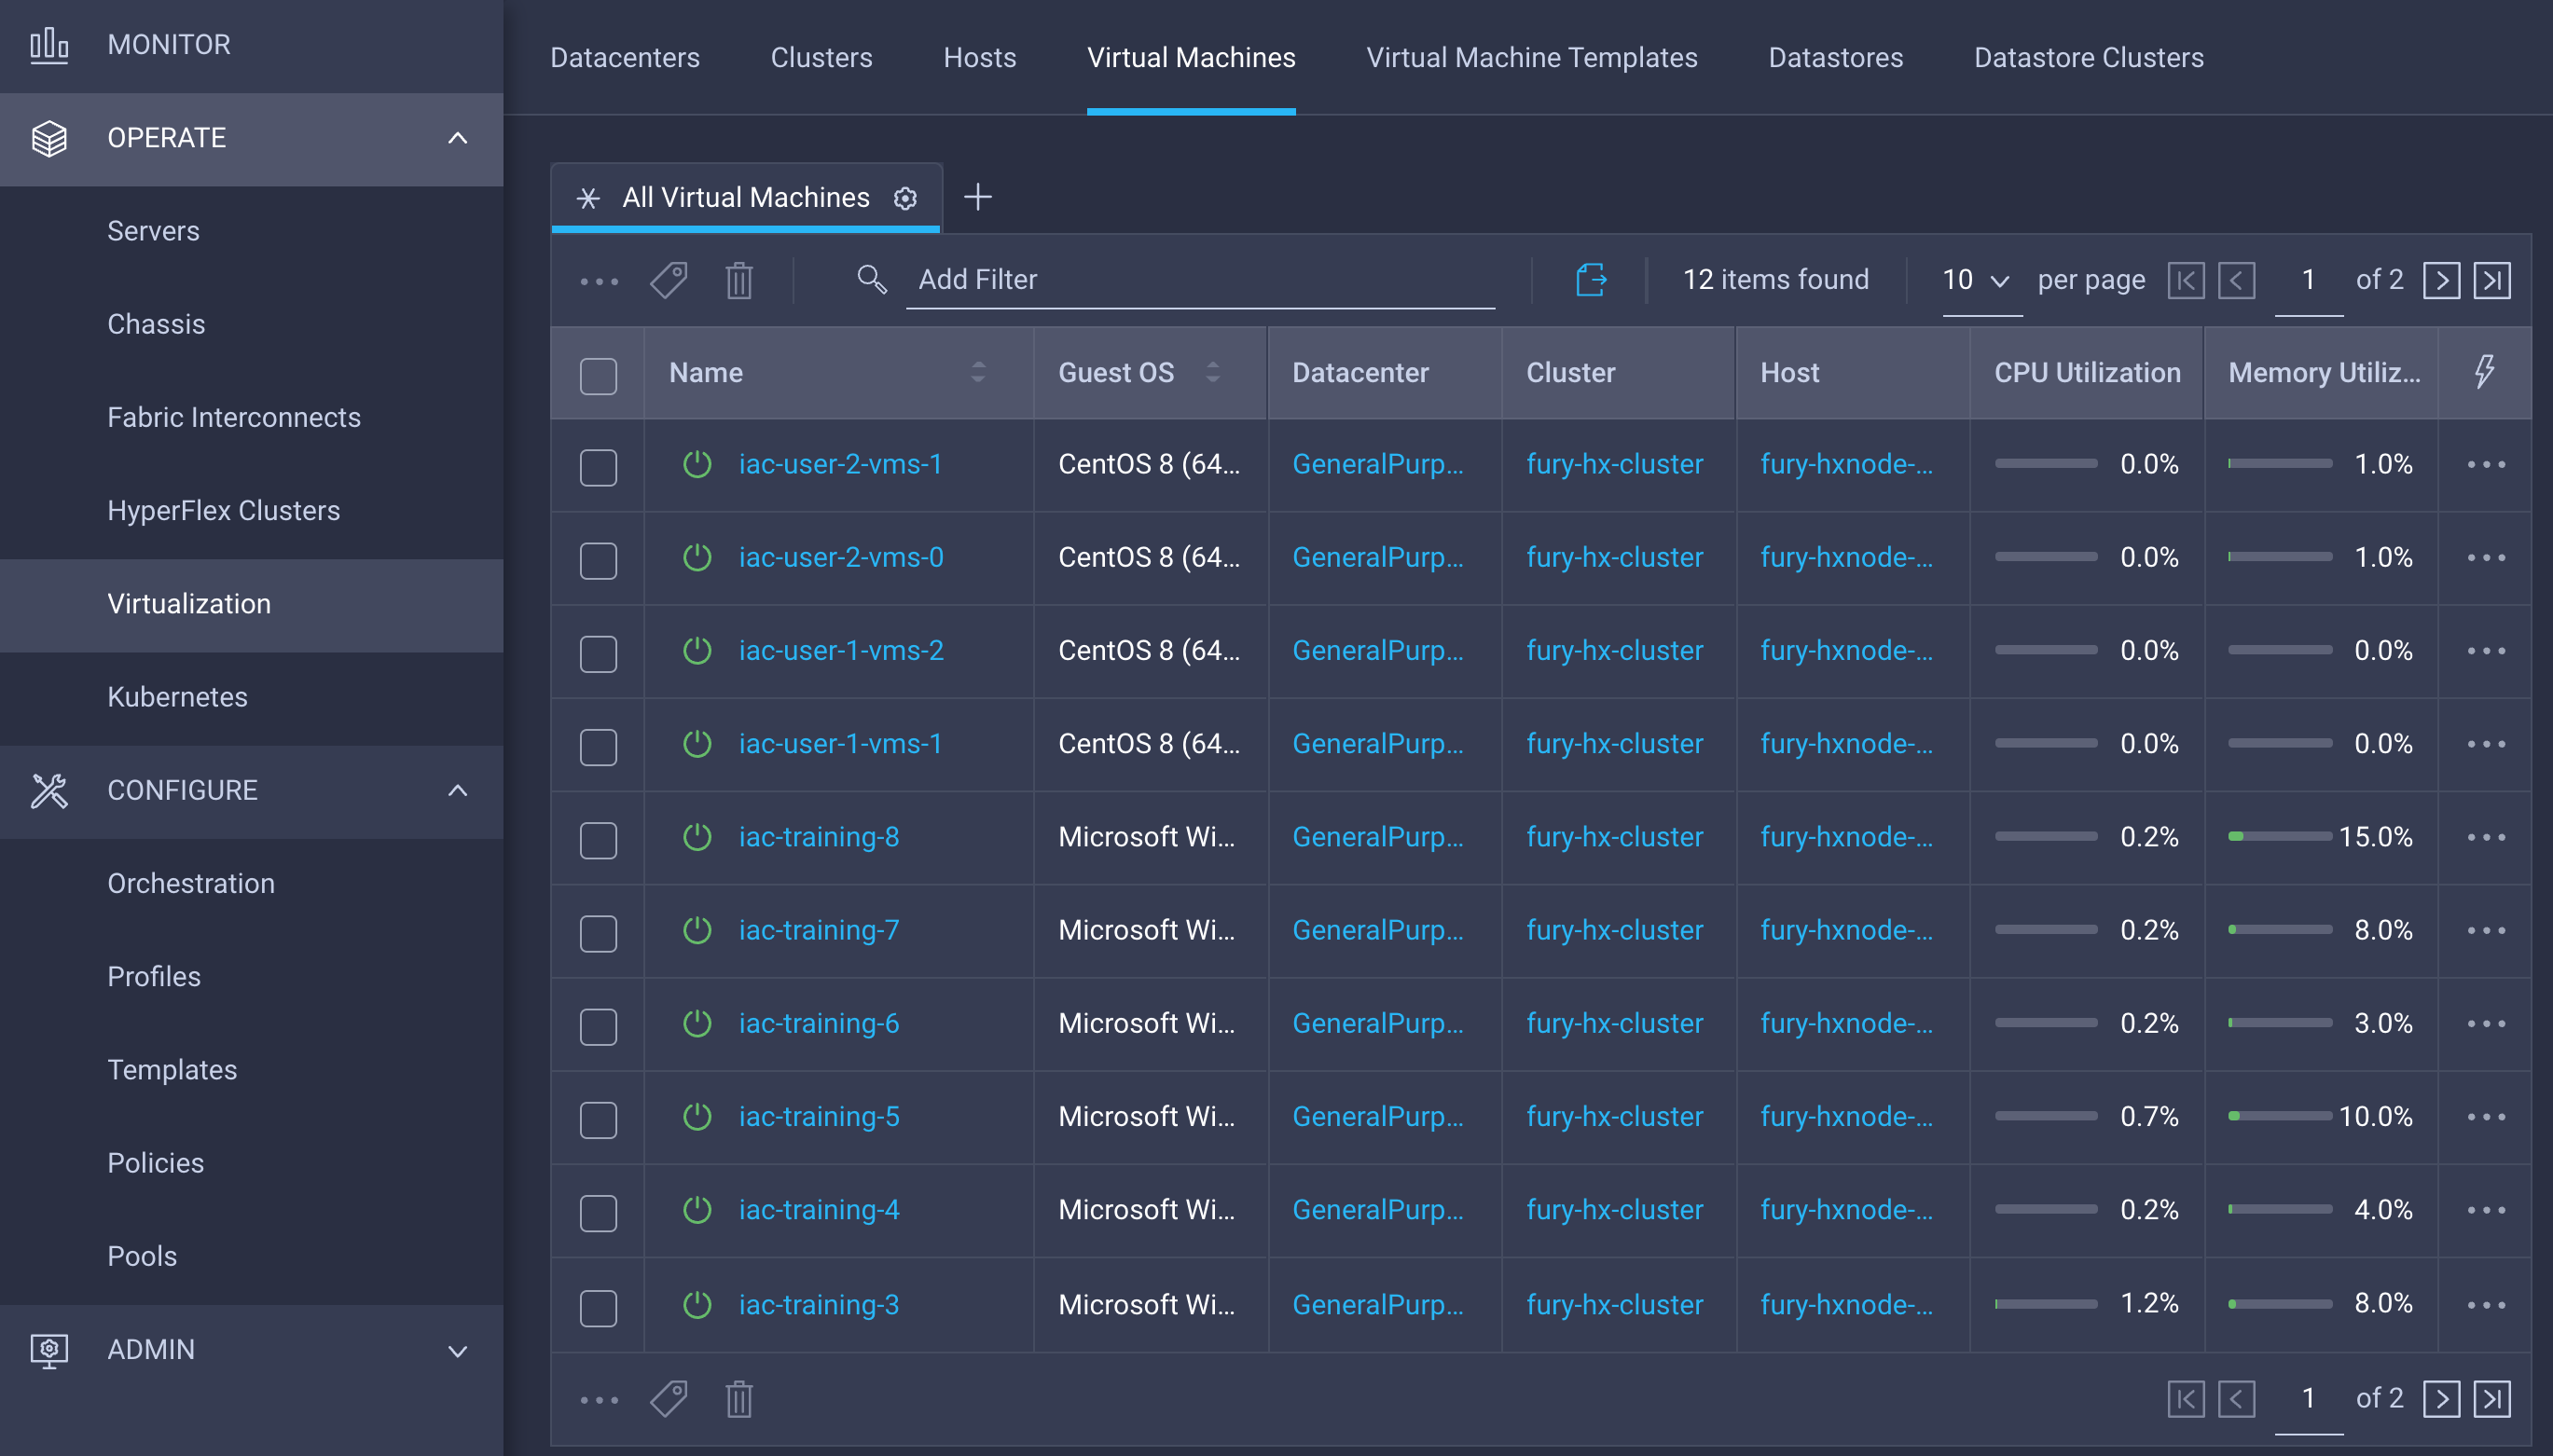 MONITOR
OPERATE
Servers
Chassis
Fabric Interconnects
HyperFlex Clusters
Virtualization
Kubernetes
CONFIGURE
Orchestration
Profiles
Templates
Policies
Pools
ADMIN
Datacenters Clusters Hosts Virtual Machines Virtual Machine Templates Datastores Datastore Clusters
All Virtual Machines
Add Filter 12 items found 10 per page 1 of 2
Name Guest OS Datacenter Cluster Host CPU Utilization Memory Utiliz...
iac-user-2-vms-1 CentOS 8 (64... GeneralPurp... fury-hx-cluster fury-hxnode-... 0.0% 1.0%
iac-user-2-vms-0 CentOS 8 (64... GeneralPurp... fury-hx-cluster fury-hxnode-... 0.0% 1.0%
iac-user-1-vms-2 CentOS 8 (64... GeneralPurp... fury-hx-cluster fury-hxnode-... 0.0% 0.0%
iac-user-1-vms-1 CentOS 8 (64... GeneralPurp... fury-hx-cluster fury-hxnode-... 0.0% 0.0%
iac-training-8 Microsoft Wi... GeneralPurp... fury-hx-cluster fury-hxnode-... 0.2% 15.0%
iac-training-7 Microsoft Wi... GeneralPurp... fury-hx-cluster fury-hxnode-... 0.2% 8.0%
iac-training-6 Microsoft Wi... GeneralPurp... fury-hx-cluster fury-hxnode-... 0.2% 3.0%
iac-training-5 Microsoft Wi... GeneralPurp... fury-hx-cluster fury-hxnode-... 0.7% 10.0%
iac-training-4 Microsoft Wi... GeneralPurp... fury-hx-cluster fury-hxnode-... 0.2% 4.0%
iac-training-3 Microsoft Wi... GeneralPurp... fury-hx-cluster fury-hxnode-... 1.2% 8.0%
1 of 2